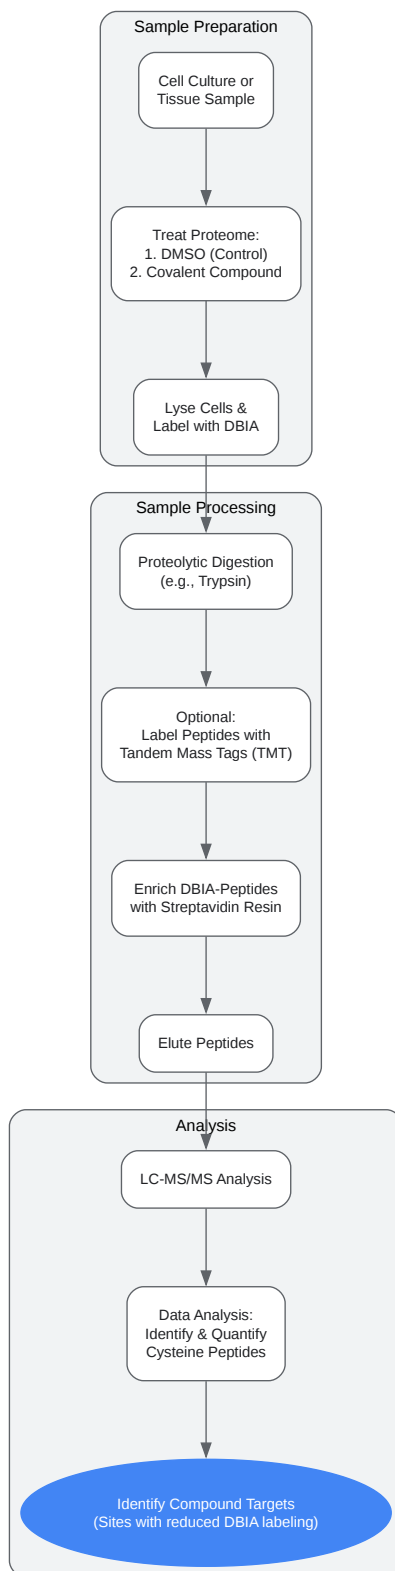 Sample Preparation
Cell Culture or
Tissue Sample
Treat Proteome:
1. DMSO (Control)
2. Covalent Compound
Lyse Cells &
Label with DBIA
Sample Processing
Proteolytic Digestion
(e.g., Trypsin)
Optional:
Label Peptides with
Tandem Mass Tags (TMT)
Enrich DBIA-Peptides
with Streptavidin Resin
Elute Peptides
Analysis
LC-MS/MS Analysis
Data Analysis:
Identify & Quantify
Cysteine Peptides
Identify Compound Targets
(Sites with reduced DBIA labeling)